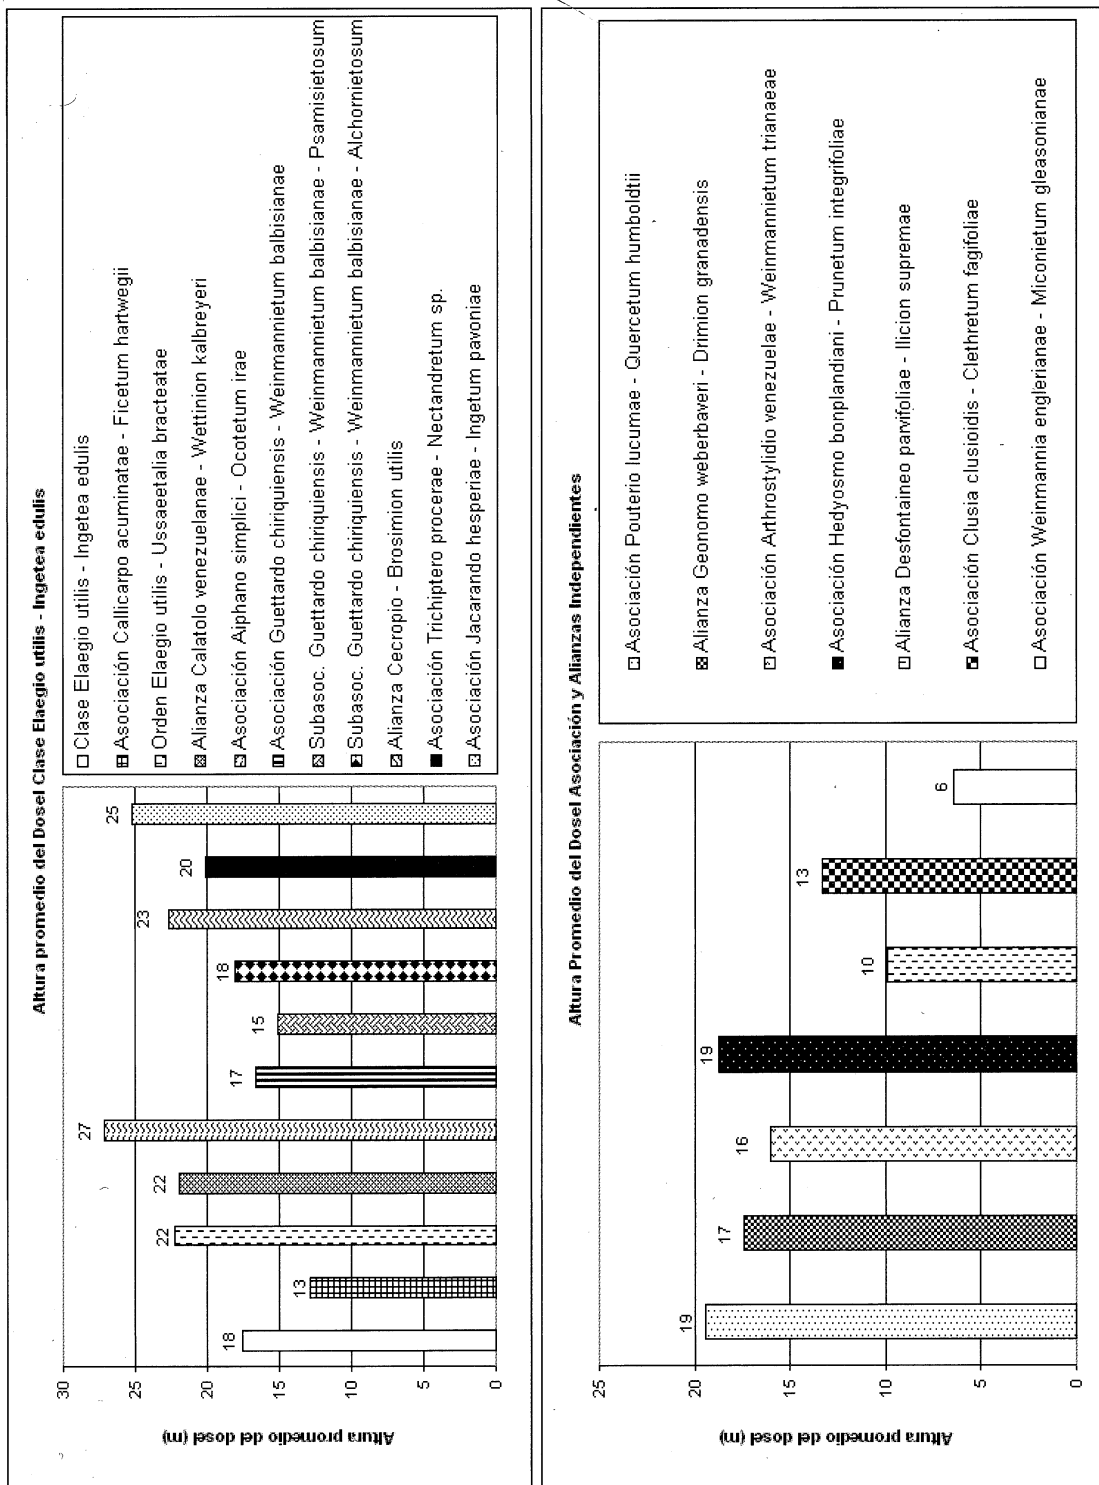 Altura promedio del Dosel Clase Elaegio utilis - Ingetea edulis
Altura promedio del dosel (m)
30
25
20
15
10
5
0
18
13
22
22
27
17
15
18
23
20
25
Clase Elaegio utilis - Ingetea edulis
Asociación Callicarpo acuminatae - Ficetum hartwegii
Orden Elaegio utilis - Ussaeetalia bracteatae
Alianza Calatolo venezuelanae - Wettinion kalbreyeri
Asociación Aiphano simplici - Ocotetum irae
Asociación Guettardo chiriquiensis - Weinmannietum balbisianae
Subasoc. Guettardo chiriquiensis - Weinmannietum balbisianae - Psamisietosum
Subasoc. Guettardo chiriquiensis - Weinmannietum balbisianae - Alchornietosum
Alianza Cecropio - Brosimion utilis
Asociación Trichiptero procerae - Nectandretum sp.
Asociación Jacarando hesperiae - Ingetum pavoniae
Altura Promedio del Dosel Asociación y Alianzas Independientes
Altura promedio del dosel (m)
25
20
15
10
5
0
19
17
16
19
10
13
6
Asociación Pouterio lucumae - Quercetum humboldtii
Alianza Geonomo weberbaveri - Drimion granadensis
Asociación Arthrostylidio venezuelae - Weinmannietum trianaeae
Asociación Hedyosmo bonplandiani - Prunetum integrifoliae
Alianza Desfontaineo parvifoliae - Ilicion supremae
Asociación Clusia clusioidis - Clethretum fagifoliae
Asociación Weinmannia englerianae - Miconietum gleasonianae